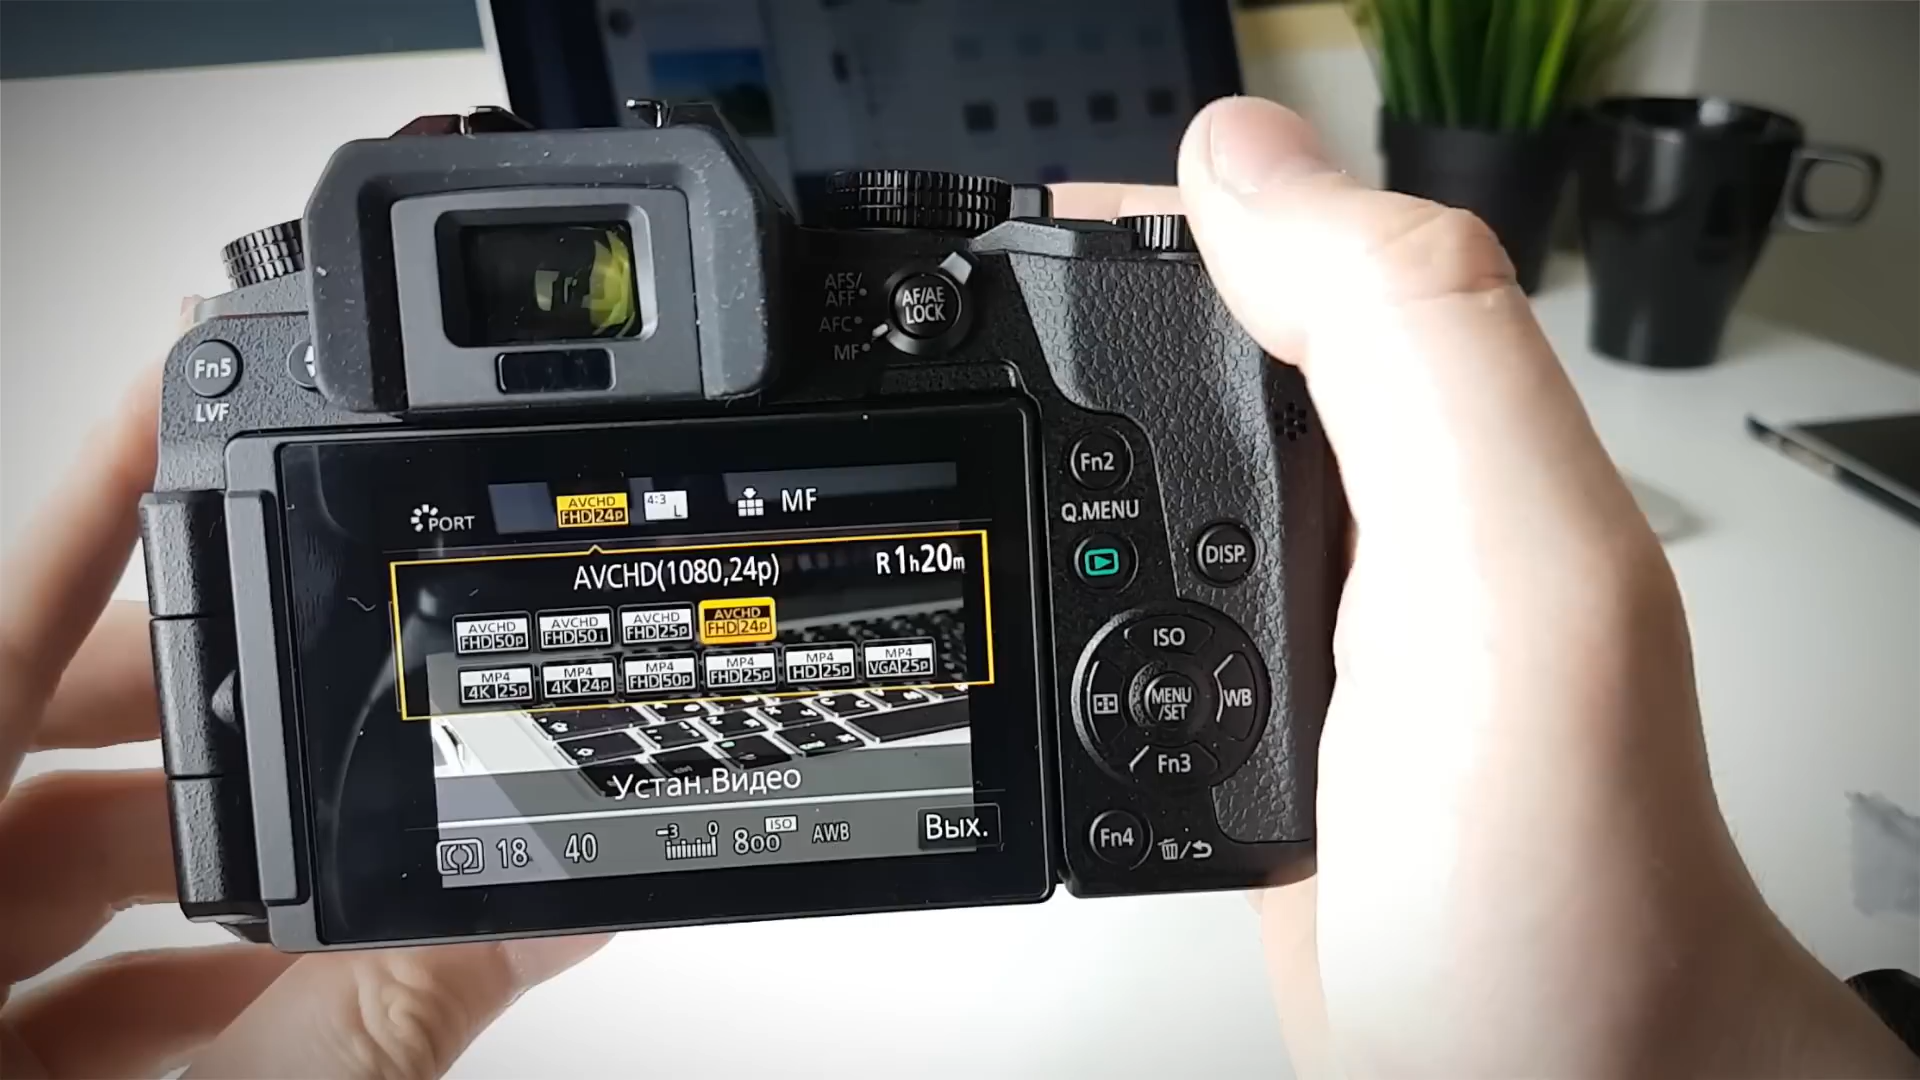 AFS/
AFF
AFC
MF
AF/AE
LOCK
Fn5
LVF
Fn2
Q.MENU
DISP.
ISO
WB
MENU
/SET
Fn3
Fn4
PORT
AVCHD
FHD 24p
4:3
L
MF
AVCHD(1080,24p)
R1h20m
AVCHD FHD 50p
AVCHD FHD 50i
AVCHD FHD 25p
AVCHD FHD 24p
MP4 4K 25p
MP4 4K 24p
MP4 FHD 50p
MP4 FHD 25p
MP4 HD 25p
MP4 VGA 25p
Устан.Видео
18 40 -3 0 800 ISO AWB
Вых.